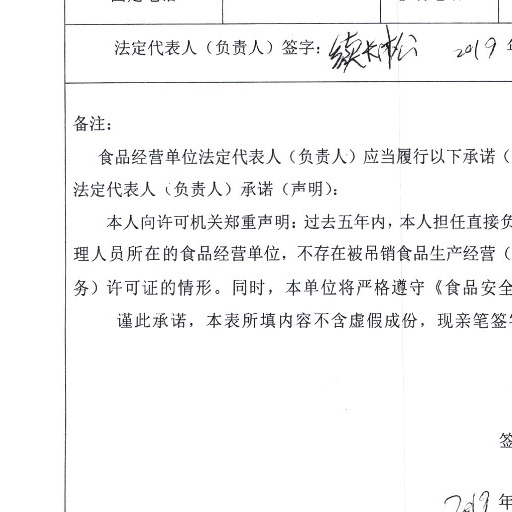 法定代表人（负责人）签字： 2019 年
备注：
食品经营单位法定代表人（负责人）应当履行以下承诺（
法定代表人（负责人）承诺（声明）：
本人向许可机关郑重声明：过去五年内，本人担任直接负
理人员所在的食品经营单位，不存在被吊销食品生产经营（
务）许可证的情形。同时，本单位将严格遵守《食品安全
谨此承诺，本表所填内容不含虚假成份，现亲笔签字
签
2019 年